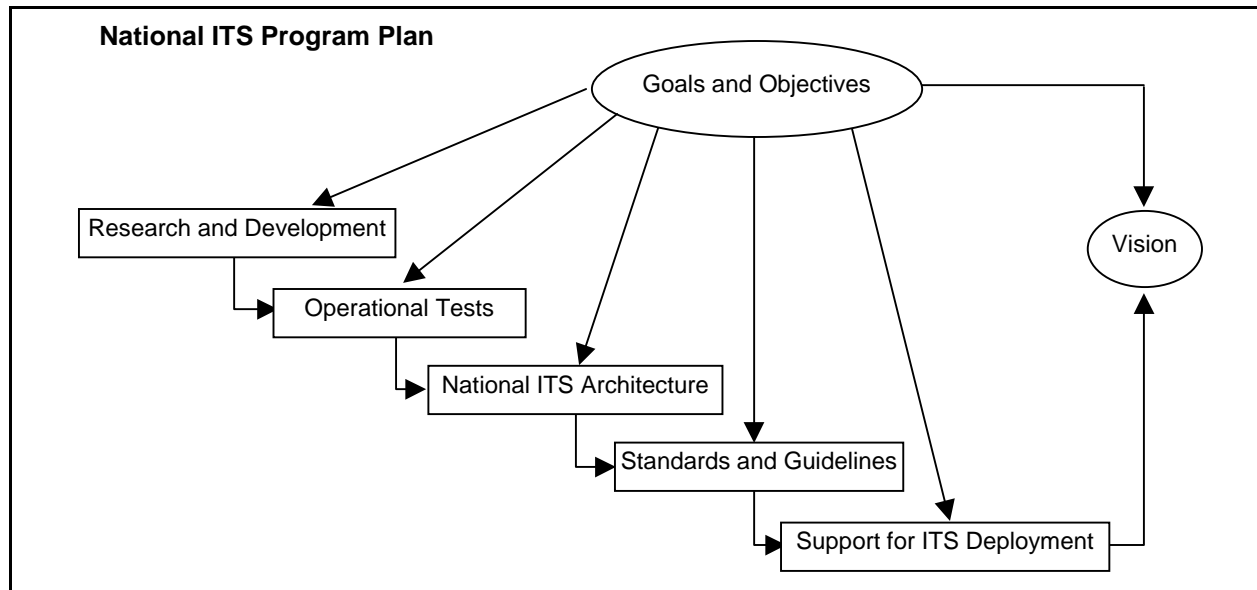 National ITS Program Plan
Goals and Objectives
Research and Development
Vision
Operational Tests
National ITS Architecture
Standards and Guidelines
Support for ITS Deployment